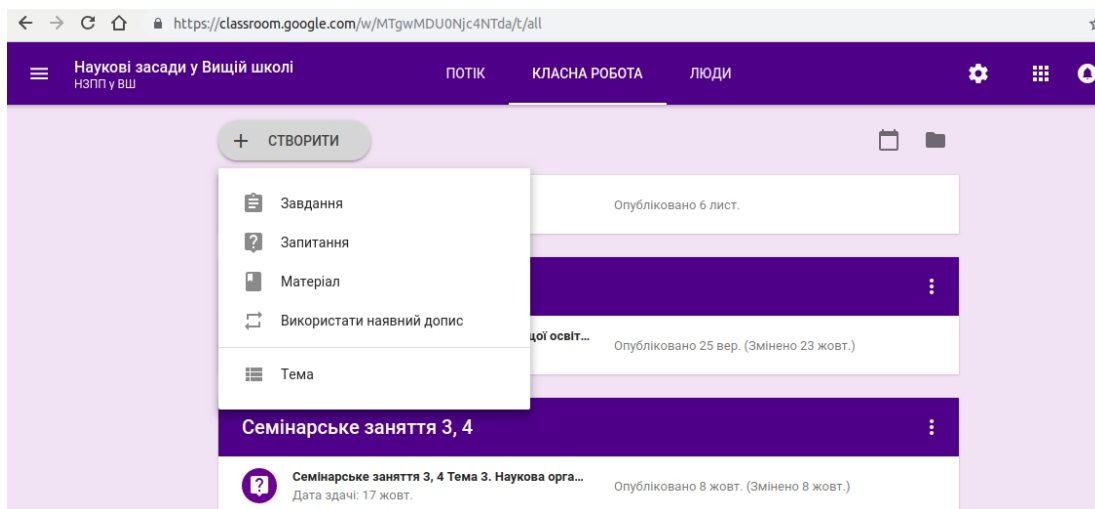 https://classroom.google.com/w/MTgwMDU0Njc4NTda/t/all
Наукові засади у Вищій школі
НЗПП у ВШ
ПОТІК КЛАСНА РОБОТА ЛЮДИ
СТВОРИТИ
Завдання
Опубліковано 6 лист.
Запитання
Матеріал
Використати наявний допис
цої освіт...
Опубліковано 25 вер. (Змінено 23 жовт.)
Тема
Семінарське заняття 3, 4
Семінарське заняття 3, 4 Тема 3. Наукова орга...
Опубліковано 8 жовт. (Змінено 8 жовт.)
Дата здачі: 17 жовт.